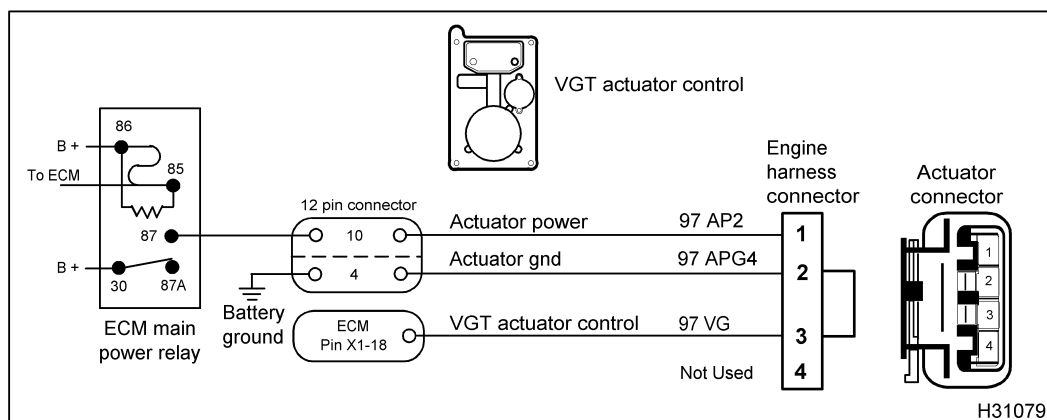 VGT actuator control
86
B +
To ECM
85
87
B +
30
87A
ECM main
power relay
12 pin connector
10
4
Battery
ground
ECM
Pin X1-18
Actuator power
97 AP2
Actuator gnd
97 APG4
VGT actuator control
97 VG
Not Used
Engine
harness
connector
1
2
3
4
Actuator
connector
1
2
3
4
H31079